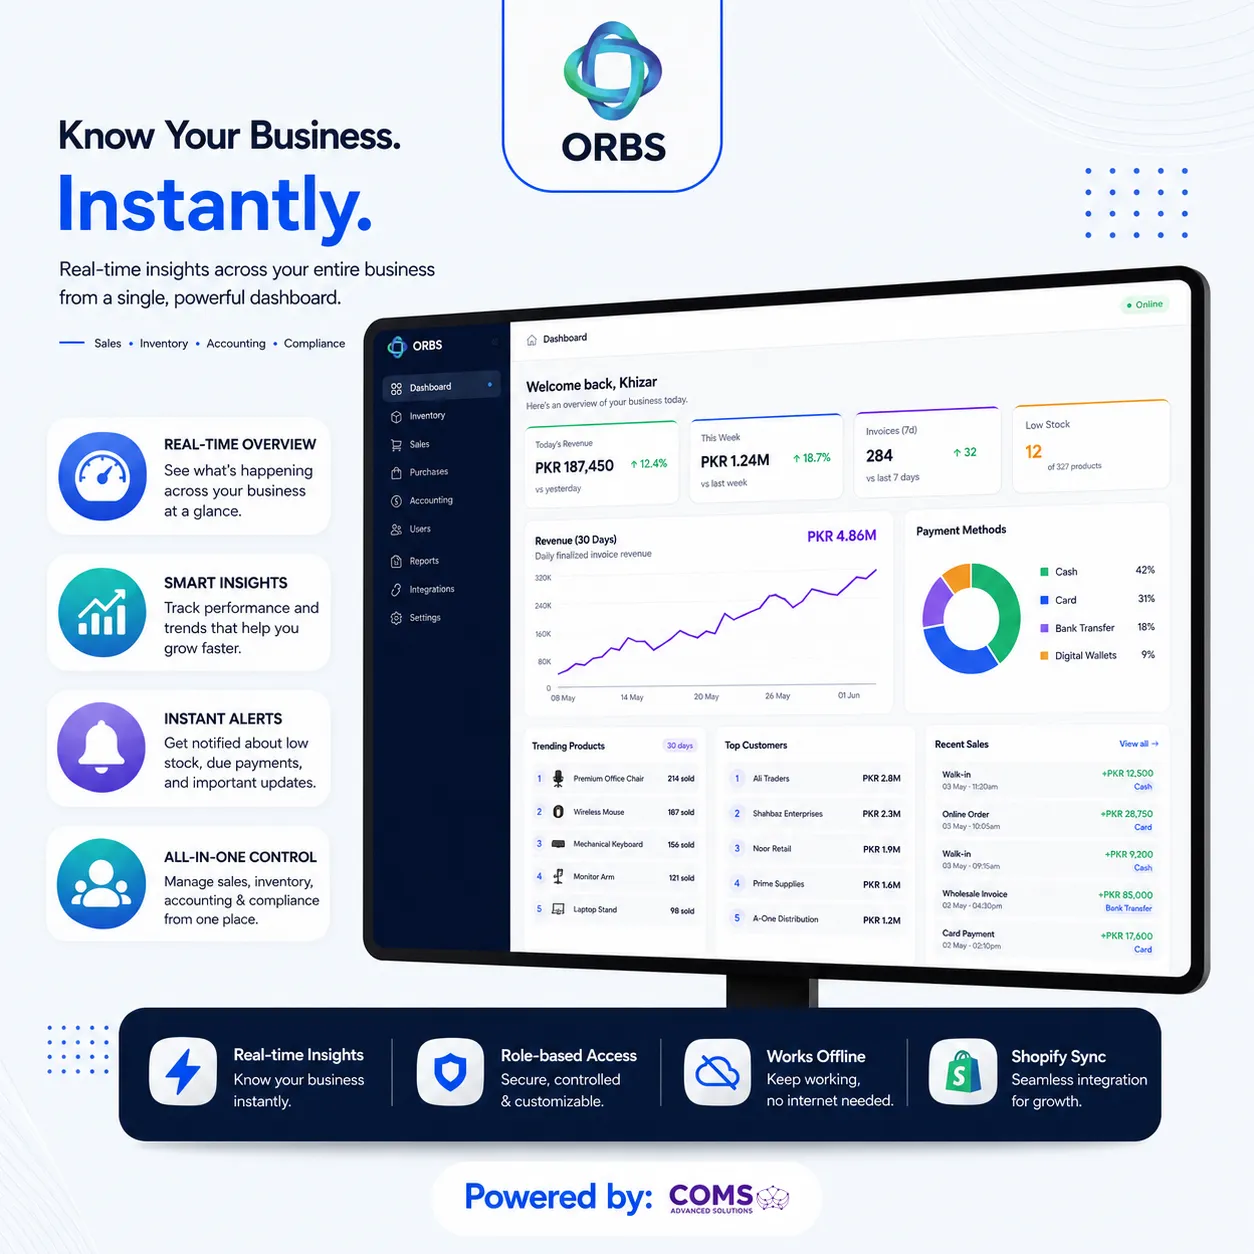 ORBS
Know Your Business.
Instantly.
Real-time insights across your entire business
from a single, powerful dashboard.
Sales • Inventory • Accounting • Compliance
REAL-TIME OVERVIEW
See what's happening
across your business
at a glance.
SMART INSIGHTS
Track performance and
trends that help you
grow faster.
INSTANT ALERTS
Get notified about low
stock, due payments,
and important updates.
ALL-IN-ONE CONTROL
Manage sales, inventory,
accounting & compliance
from one place.
ORBS
Dashboard
Inventory
Sales
Purchases
Accounting
Users
Reports
Integrations
Settings
Dashboard
• Online
Welcome back, Khizar
Here's an overview of your business today.
Today's Revenue
PKR 187,450 ↑ 12.4%
vs yesterday
This Week
PKR 1.24M ↑ 18.7%
vs last week
Invoices (7d)
284 ↑ 32
vs last 7 days
Low Stock
12
of 327 products
Revenue (30 Days) PKR 4.86M
Daily finalized invoice revenue
320K
240K
160K
80K
0
08 May 14 May 20 May 26 May 01 Jun
Payment Methods
Cash 42%
Card 31%
Bank Transfer 18%
Digital Wallets 9%
Trending Products 30 days
1 Premium Office Chair 214 sold
2 Wireless Mouse 187 sold
3 Mechanical Keyboard 156 sold
4 Monitor Arm 121 sold
5 Laptop Stand 98 sold
Top Customers
1 Ali Traders PKR 2.8M
2 Shahbaz Enterprises PKR 2.3M
3 Noor Retail PKR 1.9M
4 Prime Supplies PKR 1.6M
5 A-One Distribution PKR 1.2M
Recent Sales View all →
Walk-in +PKR 12,500
03 May · 11:20am Cash
Online Order +PKR 28,750
03 May · 10:05am Card
Walk-in +PKR 9,200
03 May · 09:15am Cash
Wholesale Invoice +PKR 85,000
02 May · 04:30pm Bank Transfer
Card Payment +PKR 17,600
02 May · 02:10pm Card
Real-time Insights
Know your business
instantly.
Role-based Access
Secure, controlled
& customizable.
Works Offline
Keep working,
no internet needed.
S
Shopify Sync
Seamless integration
for growth.
Powered by: COMS
ADVANCED SOLUTIONS